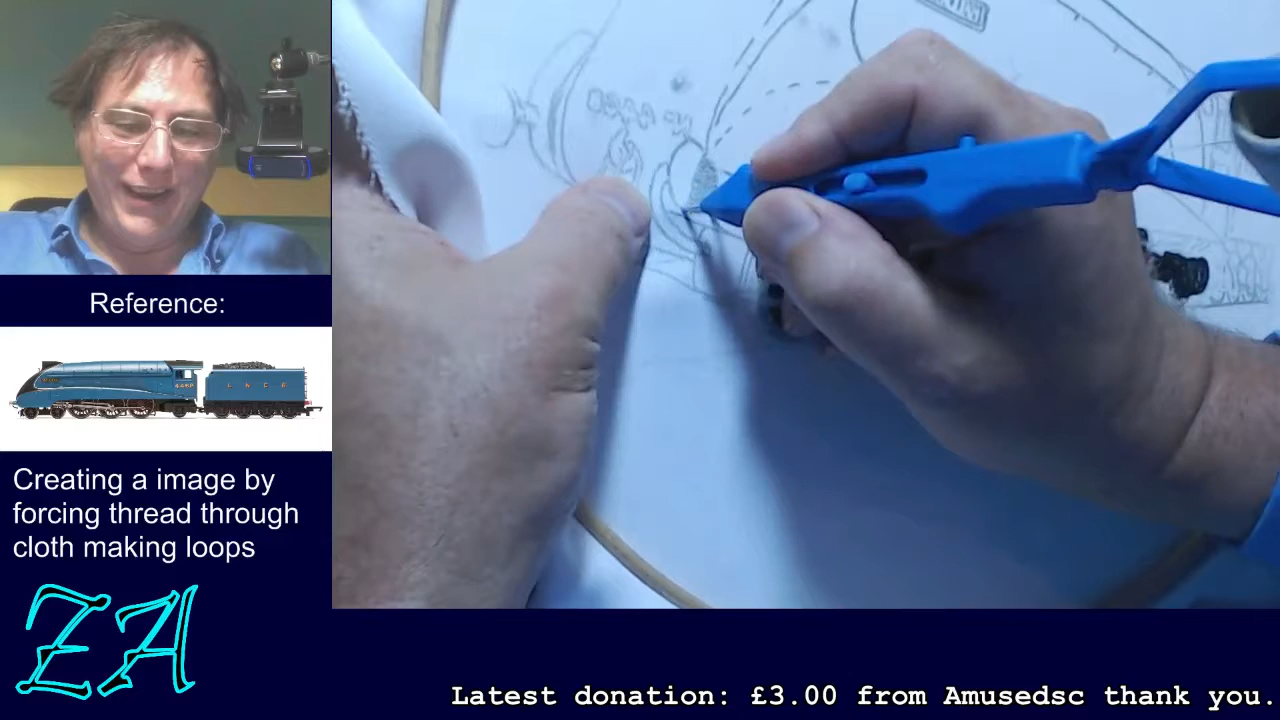 Reference:
L N E R
Creating a image by
forcing thread through
cloth making loops
ZA
Latest donation: £3.00 from Amusedsc thank you.